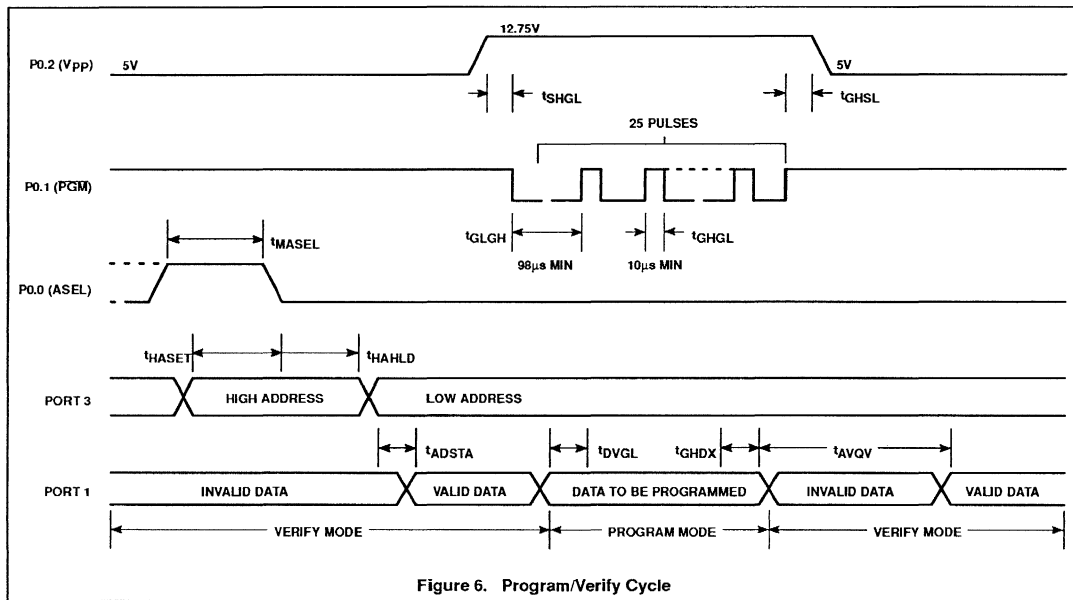 12.75V
P0.2 (VPP)
5V
5V
tSHGL
tGHSL
25 PULSES
P0.1 (PGM)
tMASEL
tGLGH
tGHGL
98µs MIN
10µs MIN
P0.0 (ASEL)
tHASET
tHAHLD
PORT 3
HIGH ADDRESS
LOW ADDRESS
tADSTA
tDVGL
tGHDX
tAVQV
PORT 1
INVALID DATA
VALID DATA
DATA TO BE PROGRAMMED
INVALID DATA
VALID DATA
VERIFY MODE
PROGRAM MODE
VERIFY MODE
Figure 6. Program/Verify Cycle